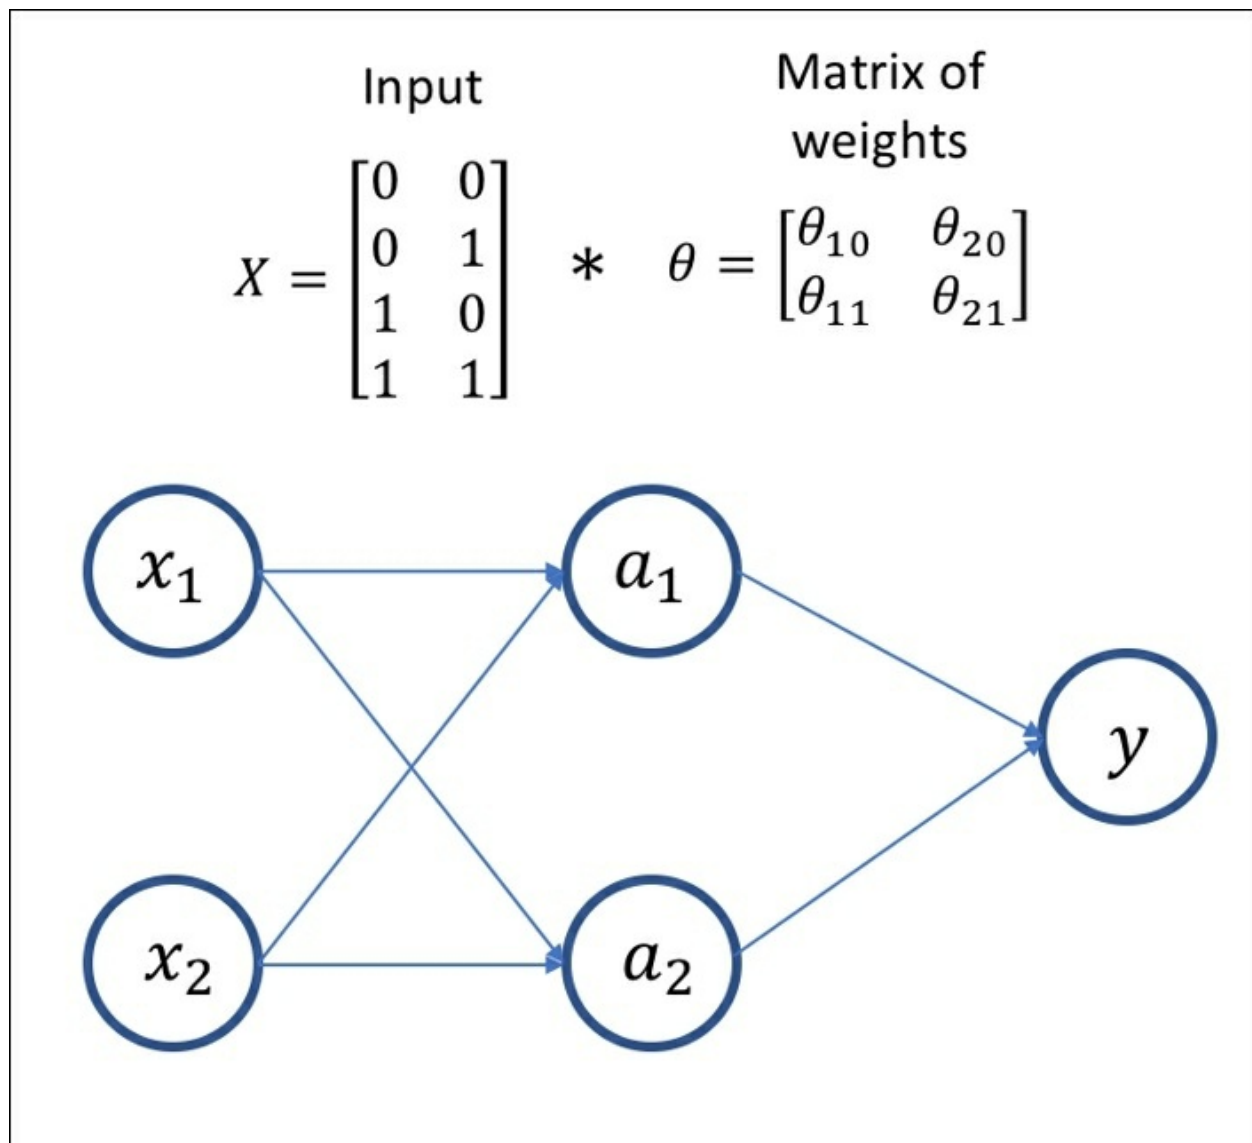 Input
Matrix of
weights
X = [0 0
0 1
1 0
1 1] * θ = [θ₁₀ θ₂₀
θ₁₁ θ₂₁]
x₁
a₁
y
x₂
a₂